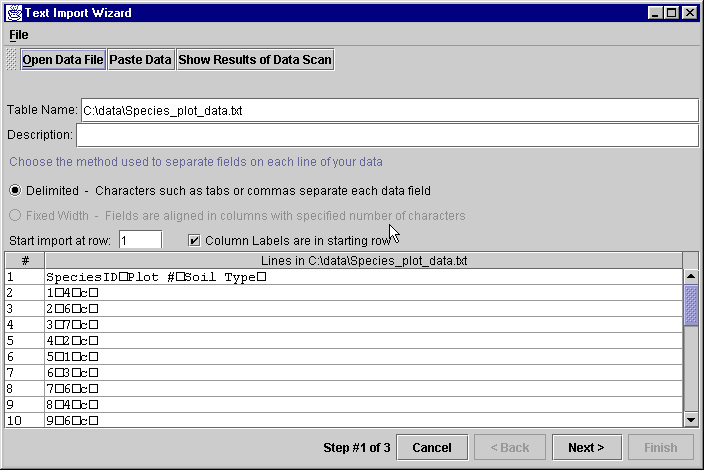 Text Import Wizard
File
Open Data File Paste Data Show Results of Data Scan
Table Name: C:\data\Species_plot_data.txt
Description:
Choose the method used to separate fields on each line of your data
Delimited - Characters such as tabs or commas separate each data field
Fixed Width - Fields are aligned in columns with specified number of characters
Start import at row: 1 Column Labels are in starting row
# Lines in C:\data\Species_plot_data.txt
1 SpeciesID□Plot #□Soil Type□
2 1□4□c□
3 2□6□c□
4 3□7□c□
5 4□2□c□
6 5□1□c□
7 6□3□c□
8 7□6□c□
9 8□4□c□
10 9□6□c□
Step #1 of 3 Cancel < Back Next > Finish